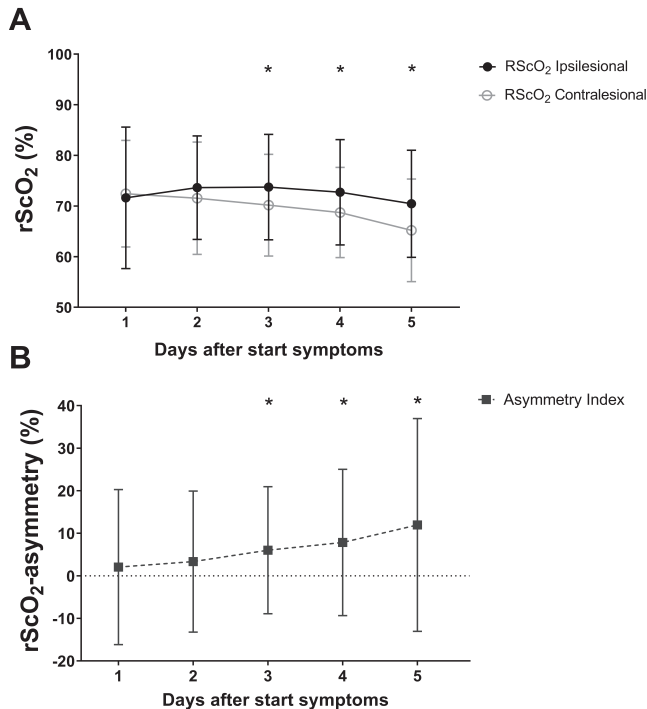 A
rScO2 (%)
100
90
80
70
60
50
* * *
1 2 3 4 5
Days after start symptoms
RScO2 Ipsilesional
RScO2 Contralesional
B
rScO2-asymmetry (%)
40
30
20
10
0
-10
-20
* * *
1 2 3 4 5
Days after start symptoms
Asymmetry Index